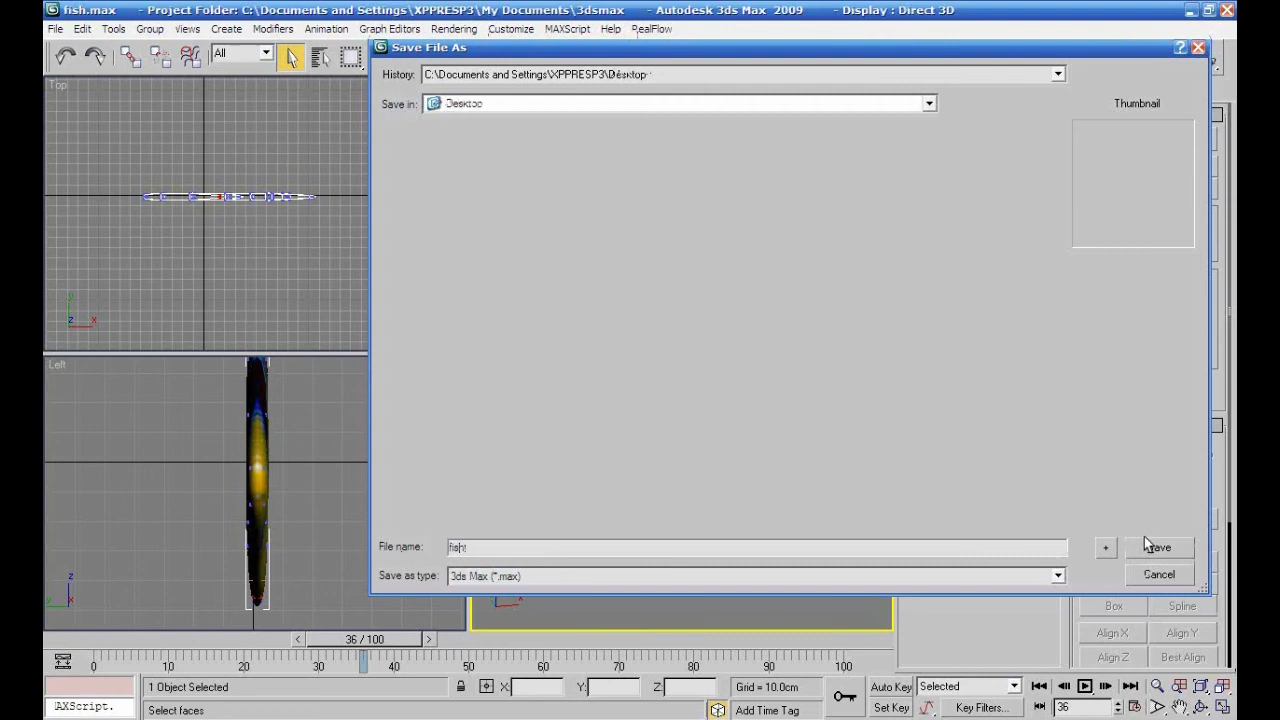 fish.max - Project Folder: C:\Documents and Settings\XPPRESP3\My Documents\3dsmax - Autodesk 3ds Max 2009 - Display : Direct 3D
File Edit Tools Group Views Create Modifiers Animation Graph Editors Rendering Customize MAXScript Help RealFlow
All
Save File As
History: C:\Documents and Settings\XPPRESP3\Desktop
Save in: Desktop
Thumbnail
Top
Left
y
z x
z
y x
x
File name: fish
+ Save
Save as type: 3ds Max (*.max)
Cancel
Box Spline
Align X Align Y
Align Z Best Align
< 36 / 100 >
0 10 20 30 40 50 60 70 80 90 100
1 Object Selected X: Y: Z: Grid = 10.0cm Auto Key Selected
AXScript. Select faces Add Time Tag Set Key Key Filters... 36